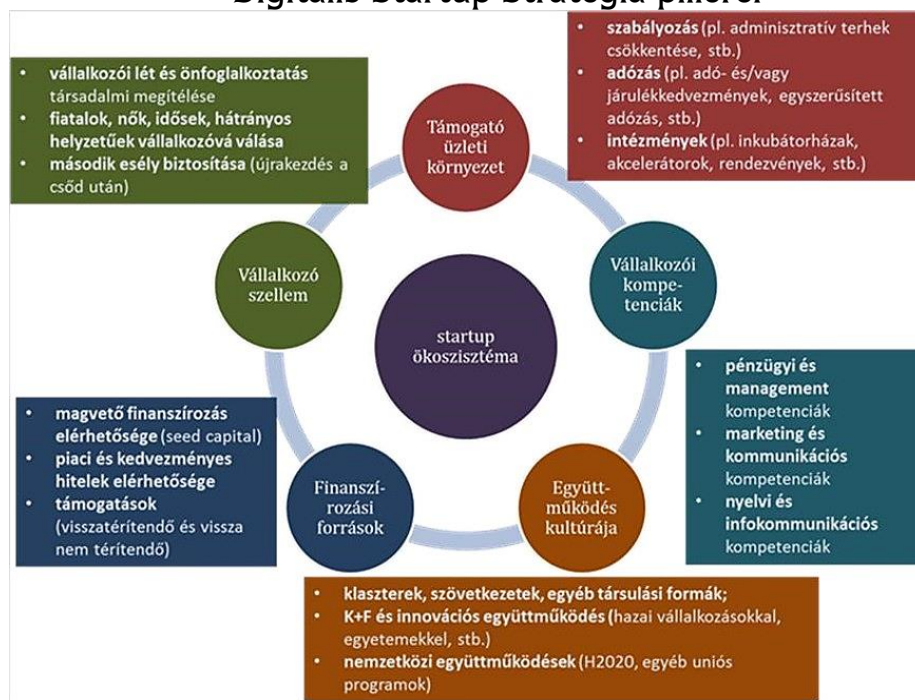 Digitális Startup Stratégia pillérei
szabályozás (pl. adminisztratív terhek
csökkentése, stb.)
adózás (pl. adó- és/vagy
járulékkedvezmények, egyszerűsített
adózás, stb.)
intézmények (pl. inkubátorházak,
akcelerátorok, rendezvények, stb.)
vállalkozói lét és önfoglalkoztatás
társadalmi megítélése
fiatalok, nők, idősek, hátrányos
helyzetűek vállalkozóvá válása
második esély biztosítása (újrakezdés a
csőd után)
Támogató
üzleti
környezet
Vállalkozó
szellem
Vállalkozói
kompe-
tenciák
startup
ökoszisztéma
pénzügyi és
management
kompetenciák
marketing és
kommunikációs
kompetenciák
nyelvi és
infokommunikációs
kompetenciák
magvető finanszírozás
elérhetősége (seed capital)
piaci és kedvezményes
hitelek elérhetősége
támogatások
(visszatérítendő és vissza
nem térítendő)
Finanszí-
rozási
források
Együtt-
működés
kultúrája
klaszterek, szövetkezetek, egyéb társulási formák;
K+F és innovációs együttműködés (hazai vállalkozásokkal,
egyetemekkel, stb.)
nemzetközi együttműködések (H2020, egyéb uniós
programok)